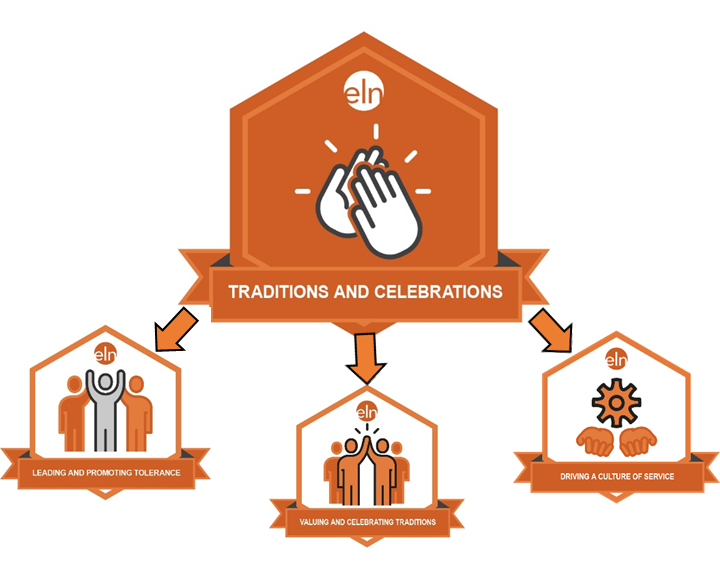 eln
TRADITIONS AND CELEBRATIONS
eln
LEADING AND PROMOTING TOLERANCE
eln
VALUING AND CELEBRATING TRADITIONS
eln
DRIVING A CULTURE OF SERVICE